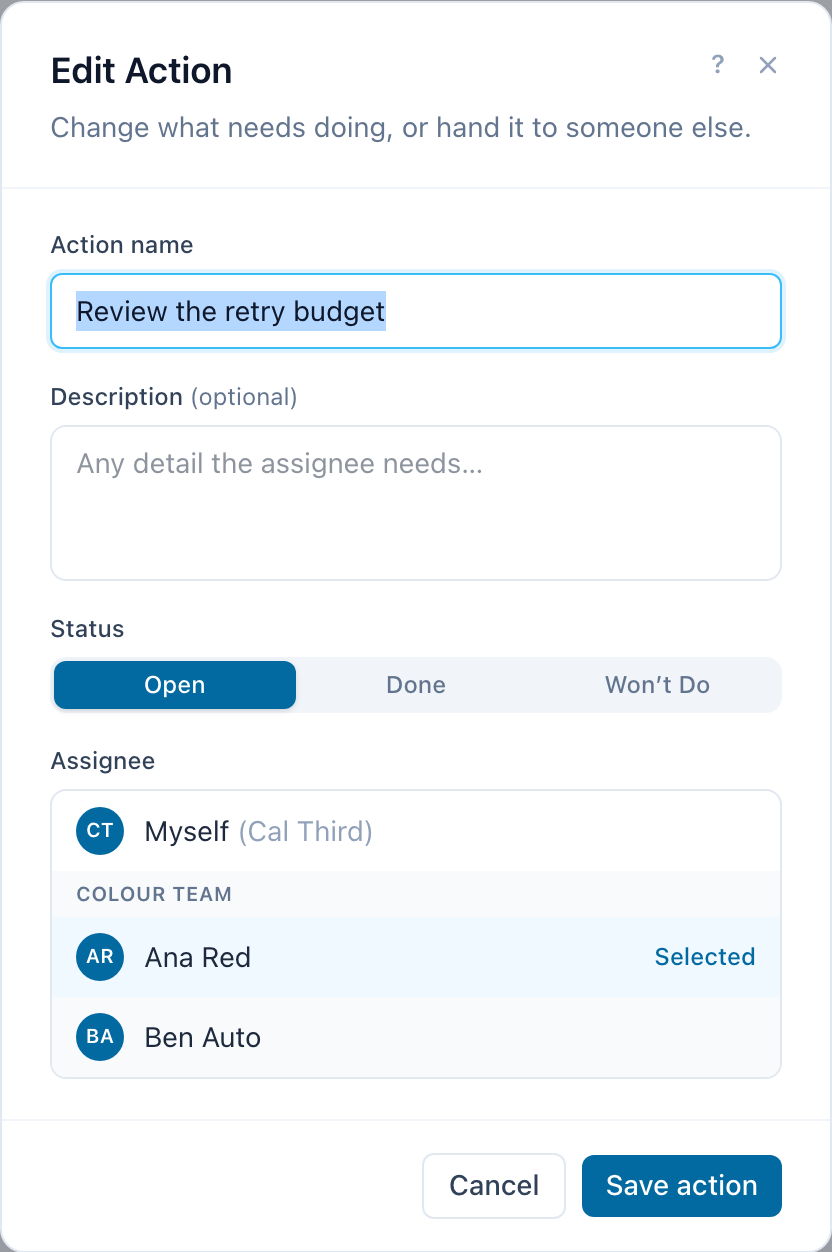 Edit Action
?
Change what needs doing, or hand it to someone else.
Action name
Review the retry budget
Description (optional)
Any detail the assignee needs...
Status
Open Done Won’t Do
Assignee
CT Myself (Cal Third)
COLOUR TEAM
AR Ana Red Selected
BA Ben Auto
Cancel Save action